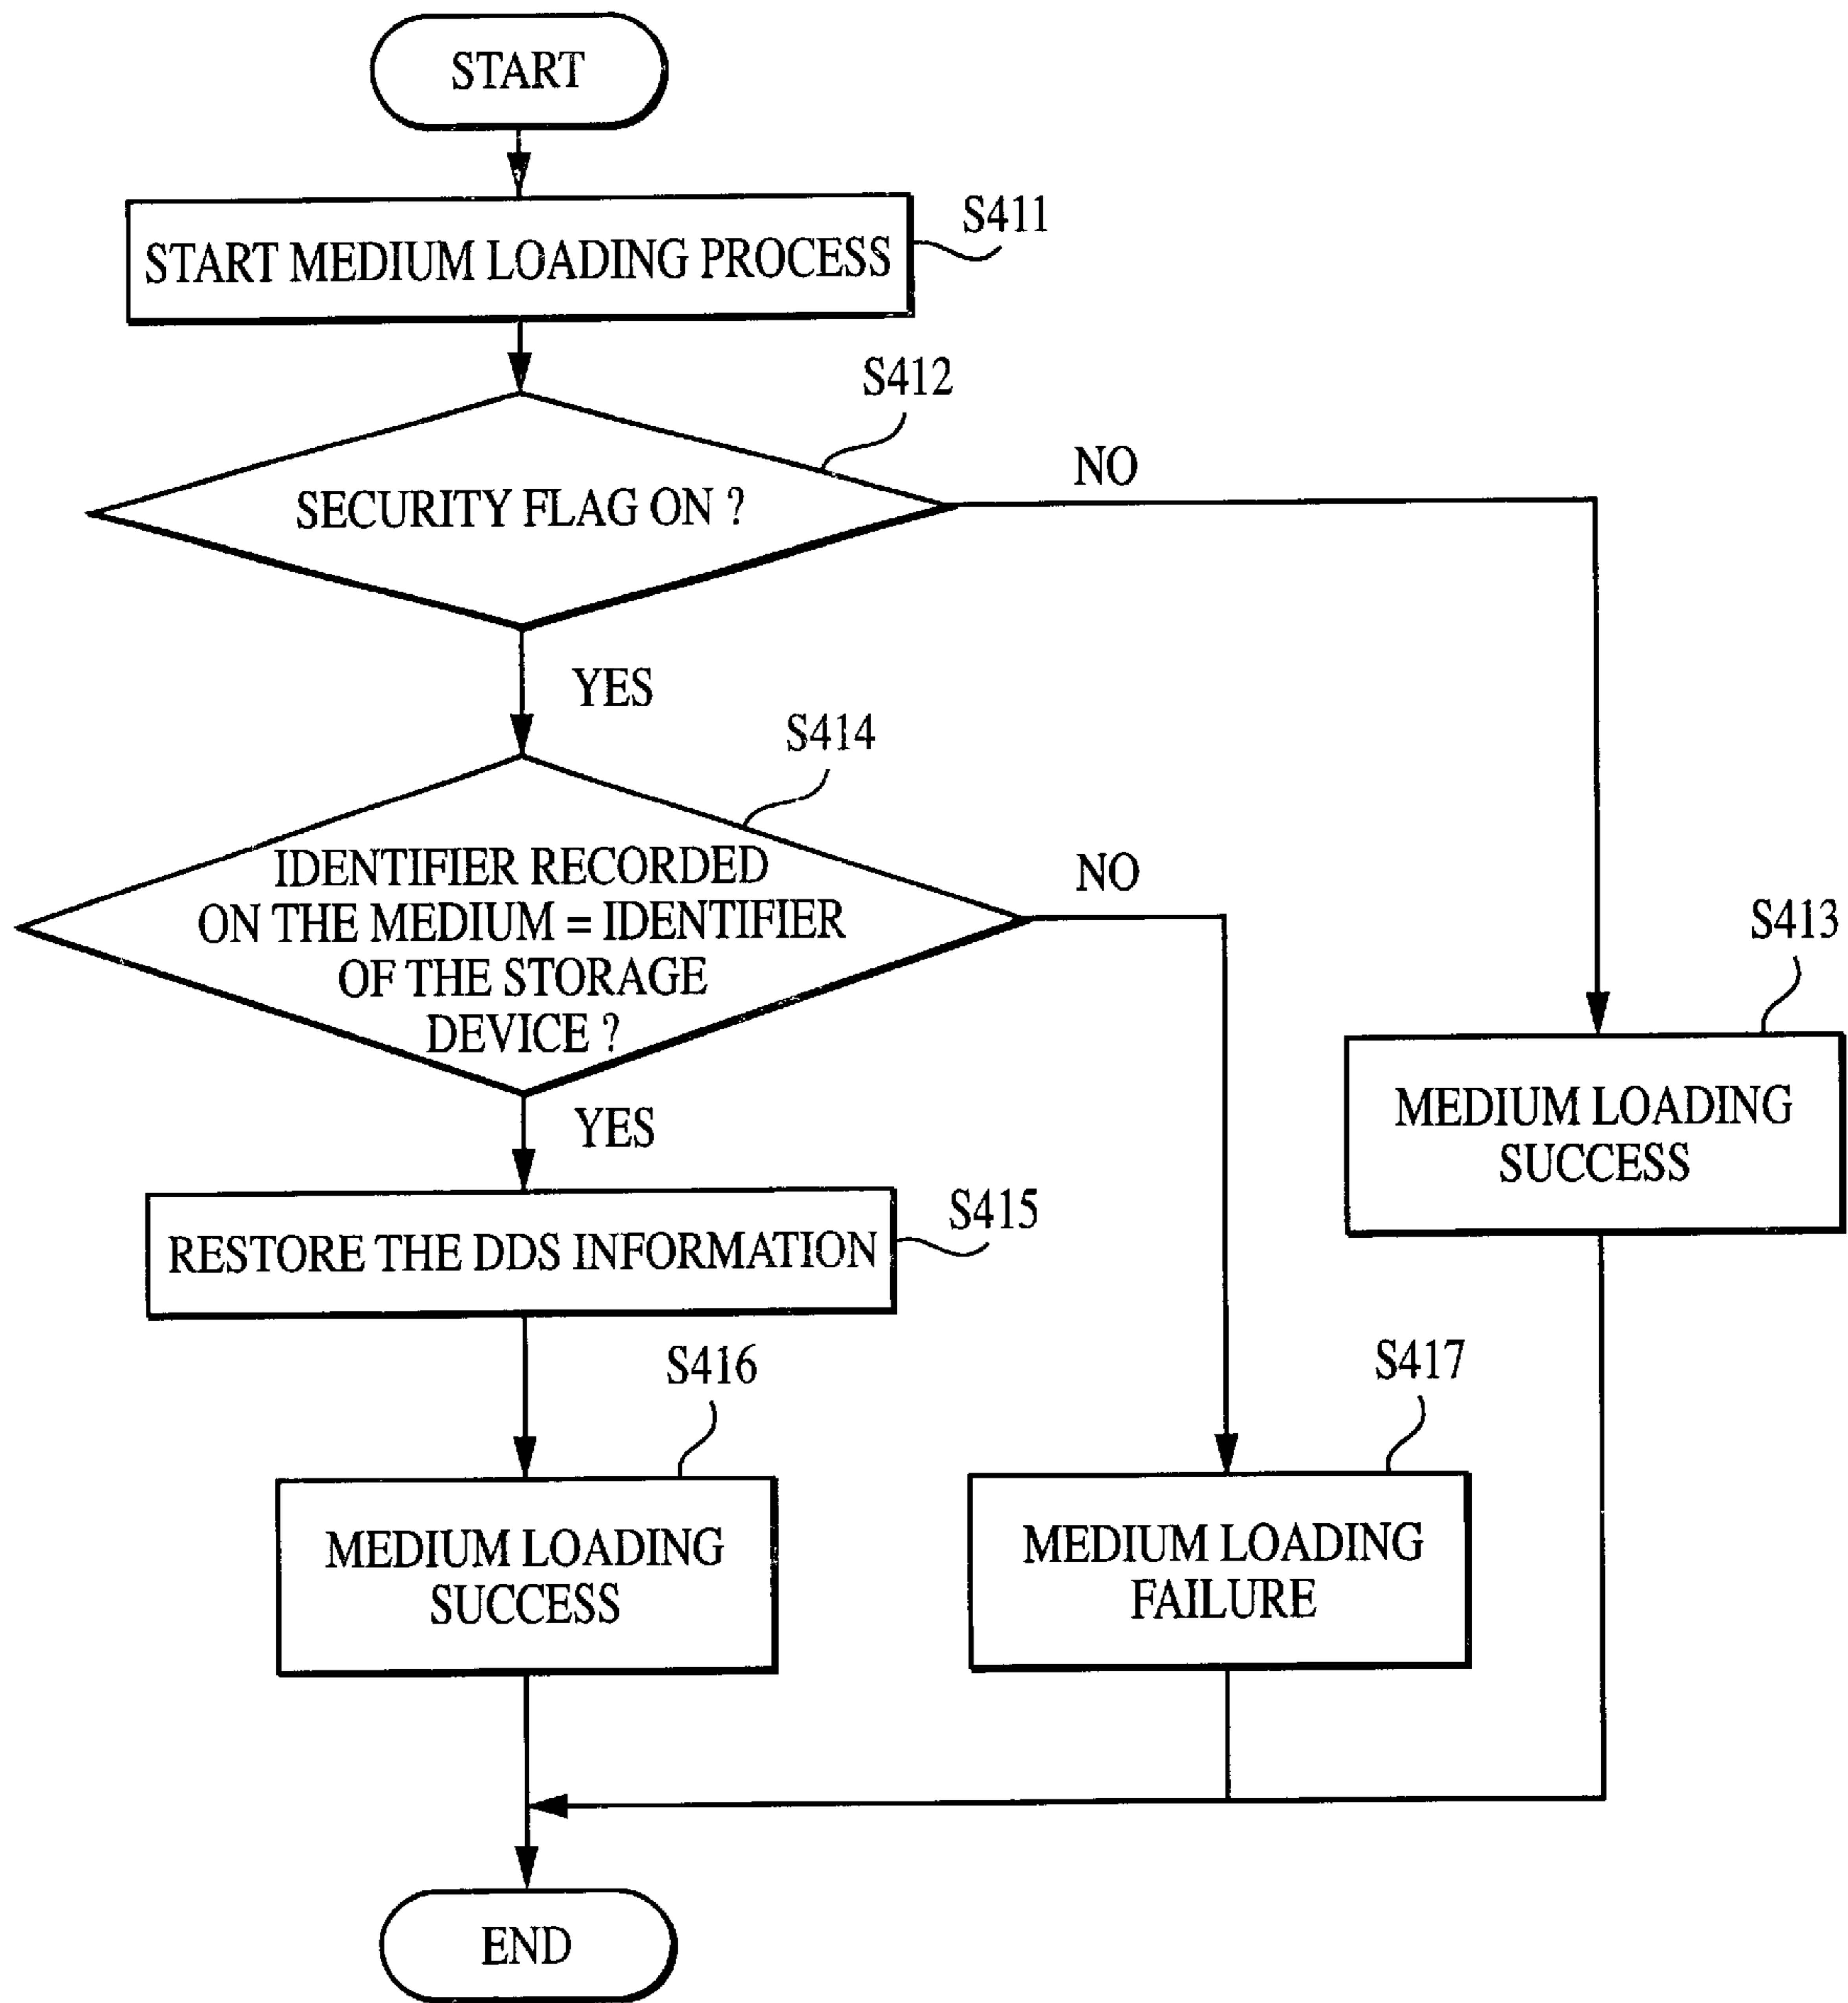 START
START MEDIUM LOADING PROCESS
S411
S412
SECURITY FLAG ON ?
NO
YES
S414
IDENTIFIER RECORDED
ON THE MEDIUM = IDENTIFIER
OF THE STORAGE
DEVICE ?
NO
S413
MEDIUM LOADING
SUCCESS
YES
RESTORE THE DDS INFORMATION
S415
S416
MEDIUM LOADING
SUCCESS
S417
MEDIUM LOADING
FAILURE
END